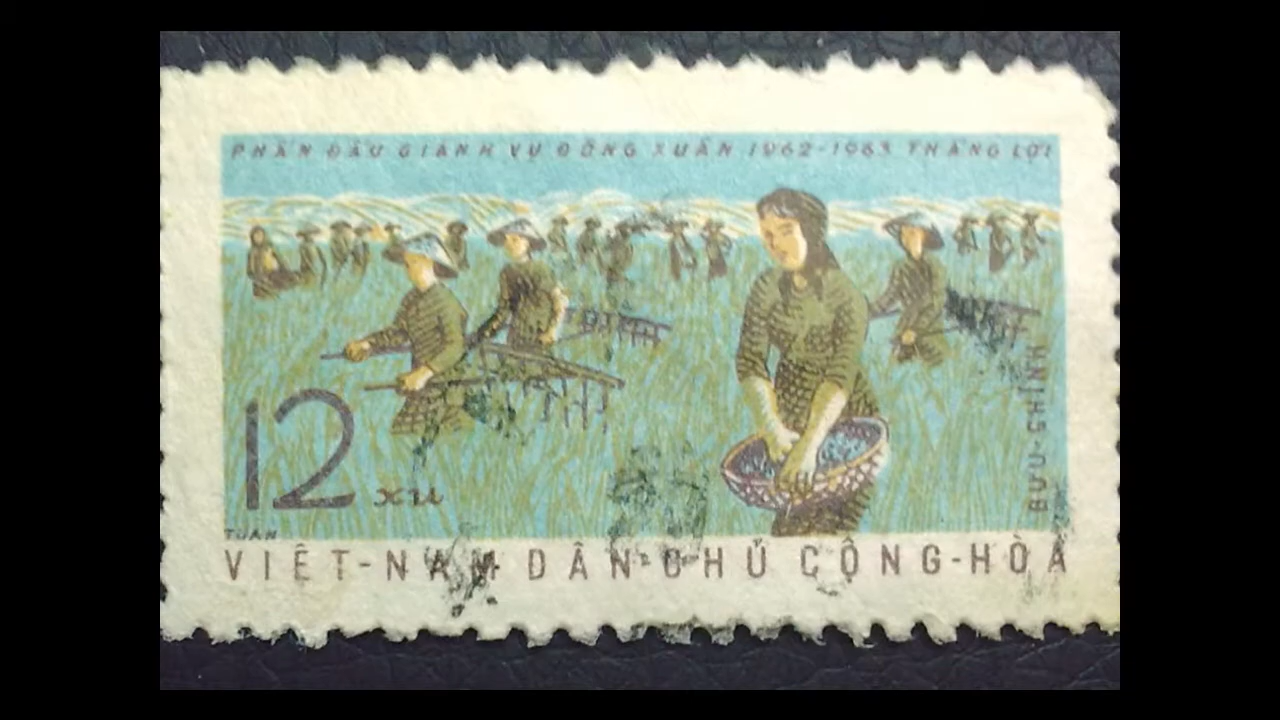 PHẤN ĐẤU GIÀNH VỤ ĐÔNG XUÂN 1962-1963 THẮNG LỢI
12 xu
BƯU-CHÍNH
TUÂN
VIỆT-NAM DÂN CHỦ CỘNG-HÒA